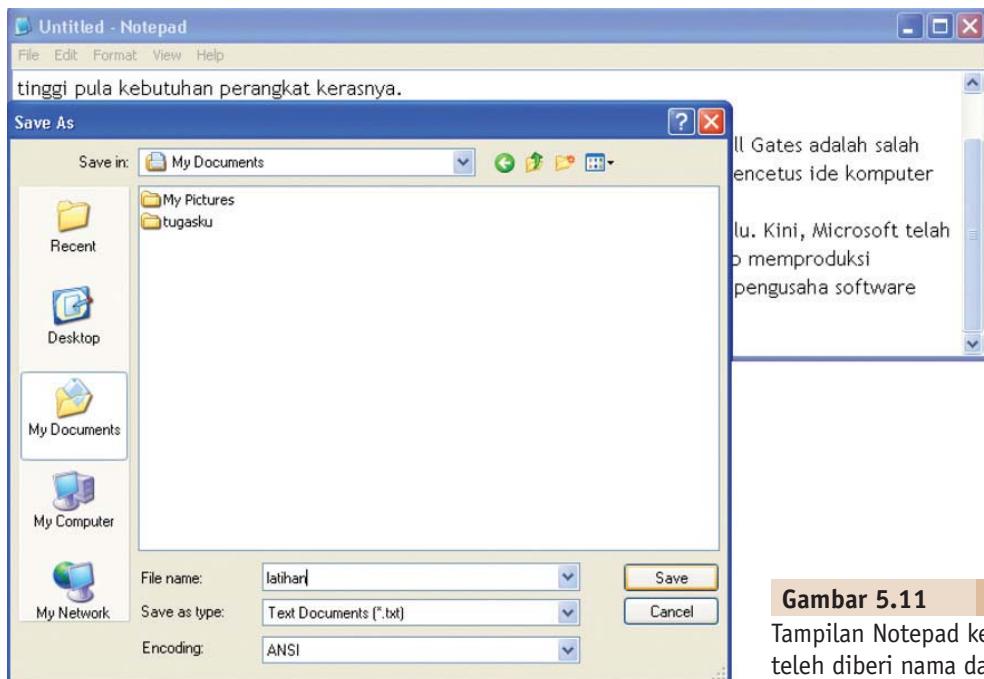 Untitled - Notepad
File Edit Format View Help
tinggi pula kebutuhan perangkat kerasnya.
Save As
Save in: My Documents
ll Gates adalah salah
encetus ide komputer
My Pictures
tugasku
lu. Kini, Microsoft telah
memproduksi
pengusaha software
Recent
Desktop
My Documents
My Computer
My Network
File name: latihan
Save
Save as type: Text Documents (*.txt)
Cancel
Encoding: ANSI
Gambar 5.11
Tampilan Notepad ke
teleh diberi nama da